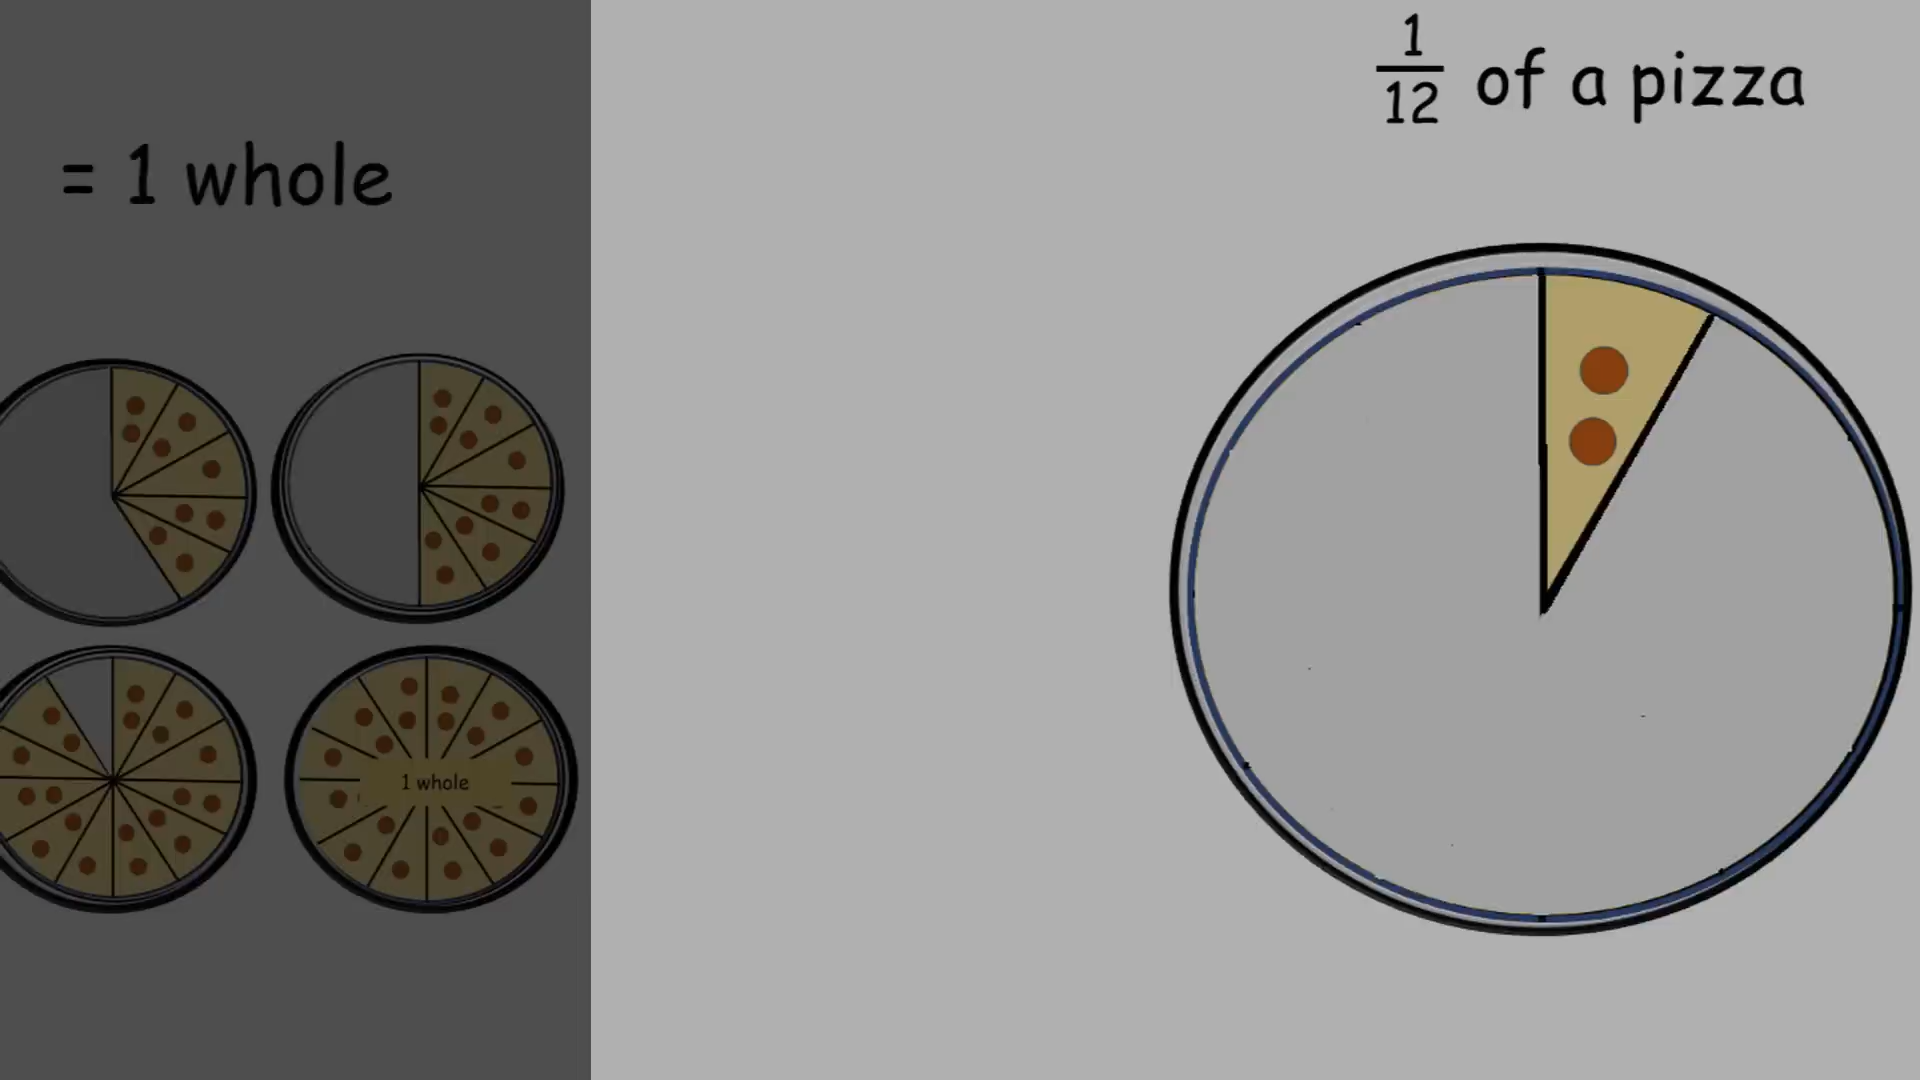 = 1 whole
1 whole
1/12 of a pizza